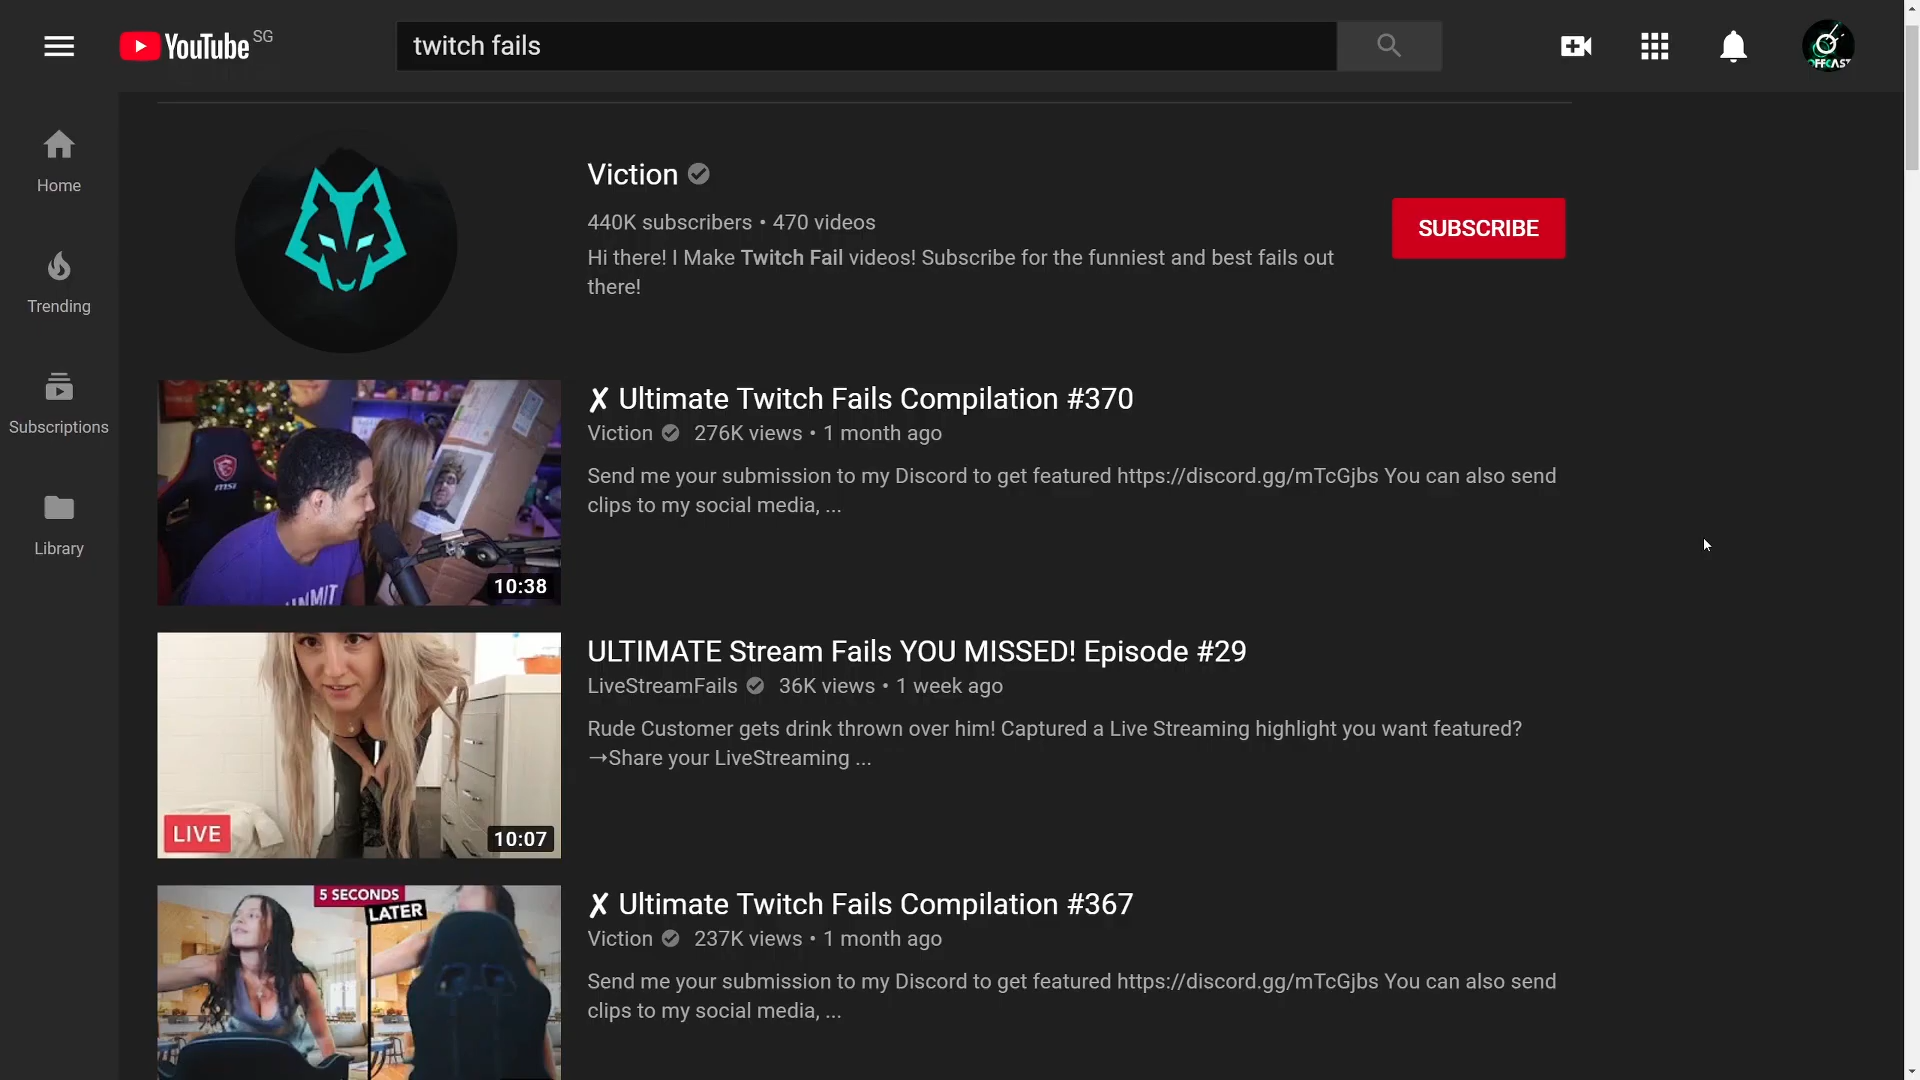 YouTube SG
twitch fails
OFFCAST
Home
Trending
Subscriptions
Library
Viction
440K subscribers • 470 videos
Hi there! I Make Twitch Fail videos! Subscribe for the funniest and best fails out
there!
SUBSCRIBE
msi
10:38
✗ Ultimate Twitch Fails Compilation #370
Viction 276K views • 1 month ago
Send me your submission to my Discord to get featured https://discord.gg/mTcGjbs You can also send
clips to my social media, ...
LIVE
10:07
ULTIMATE Stream Fails YOU MISSED! Episode #29
LiveStreamFails 36K views • 1 week ago
Rude Customer gets drink thrown over him! Captured a Live Streaming highlight you want featured?
→Share your LiveStreaming ...
5 SECONDS
LATER
✗ Ultimate Twitch Fails Compilation #367
Viction 237K views • 1 month ago
Send me your submission to my Discord to get featured https://discord.gg/mTcGjbs You can also send
clips to my social media, ...